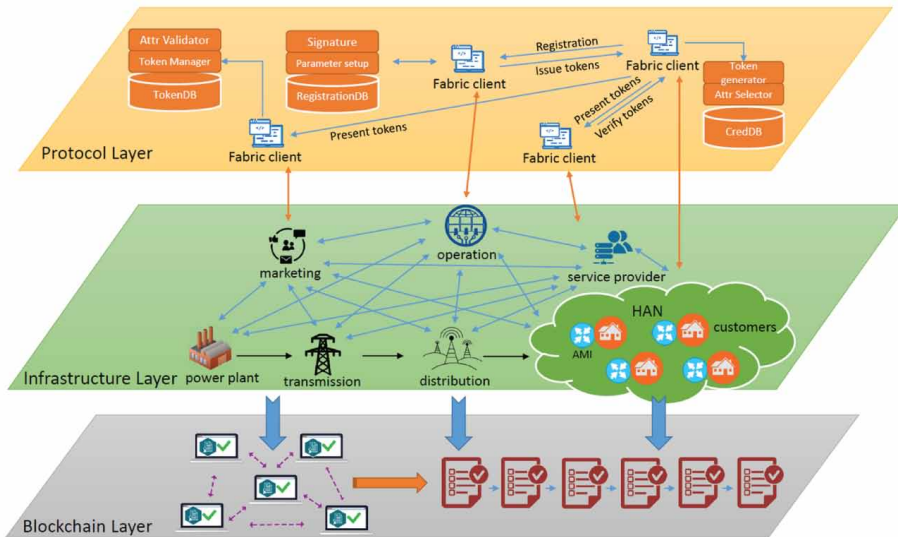 Attr Validator
Token Manager
TokenDB
Signature
Parameter setup
RegistrationDB
Fabric client
Registration
Issue tokens
Fabric client
Token
generator
Attr Selector
CredDB
Present tokens
Fabric client
Present tokens
Verify tokens
Fabric client
Protocol Layer
marketing
operation
service provider
HAN
customers
AMI
power plant
transmission
distribution
Infrastructure Layer
Blockchain Layer